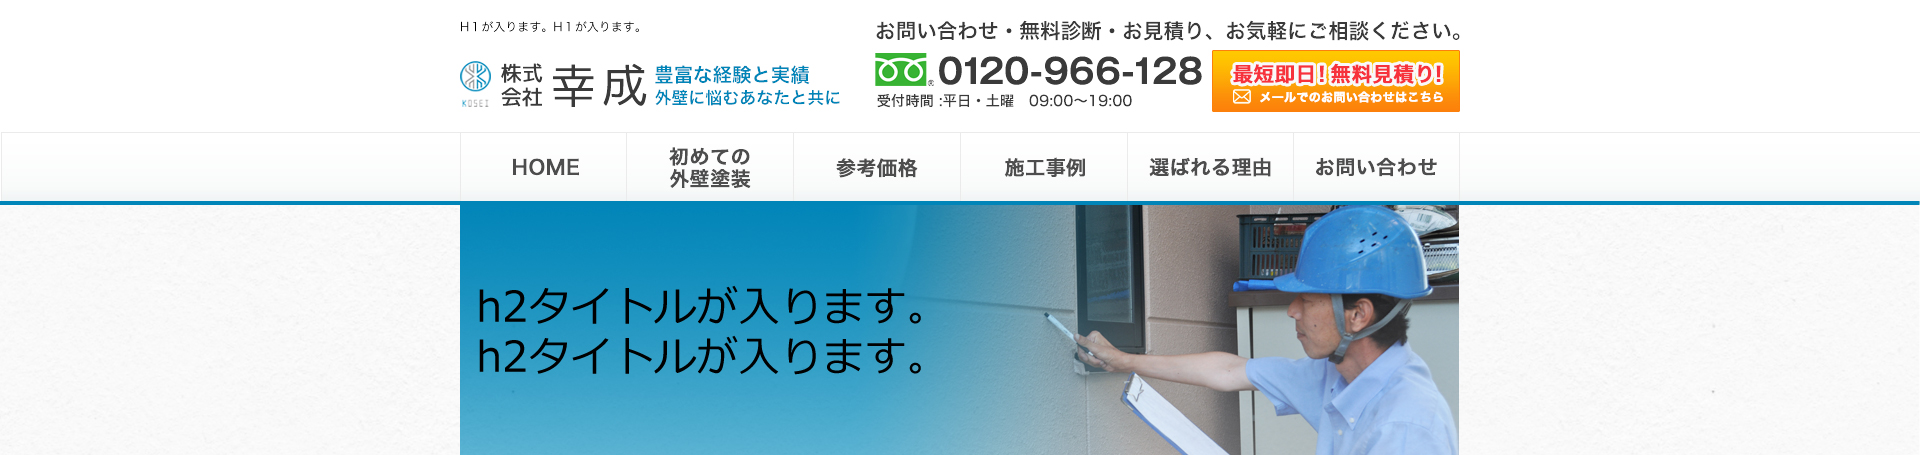 H1が入ります。H1が入ります。
お問い合わせ・無料診断・お見積り、お気軽にご相談ください。
KOSEI
株式会社 幸成
豊富な経験と実績
外壁に悩むあなたと共に
® 0120-966-128
受付時間 :平日・土曜 09:00〜19:00
最短即日!無料見積り!
メールでのお問い合わせはこちら
HOME
初めての
外壁塗装
参考価格
施工事例
選ばれる理由
お問い合わせ
h2タイトルが入ります。
h2タイトルが入ります。